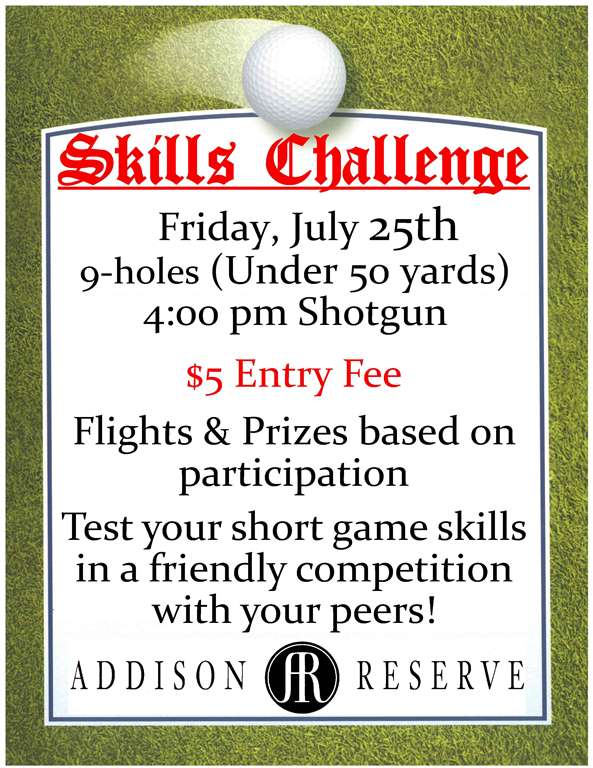 Skills Challenge
Friday, July 25th
9-holes (Under 50 yards)
4:00 pm Shotgun
$5 Entry Fee
Flights & Prizes based on
participation
Test your short game skills
in a friendly competition
with your peers!
ADDISON AR RESERVE